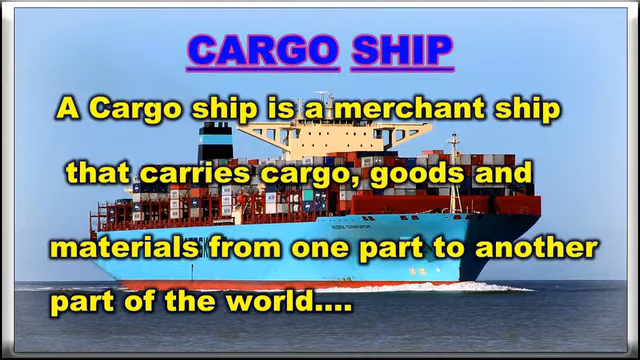 CARGO SHIP
A Cargo ship is a merchant ship
that carries cargo, goods and
materials from one part to another
part of the world....